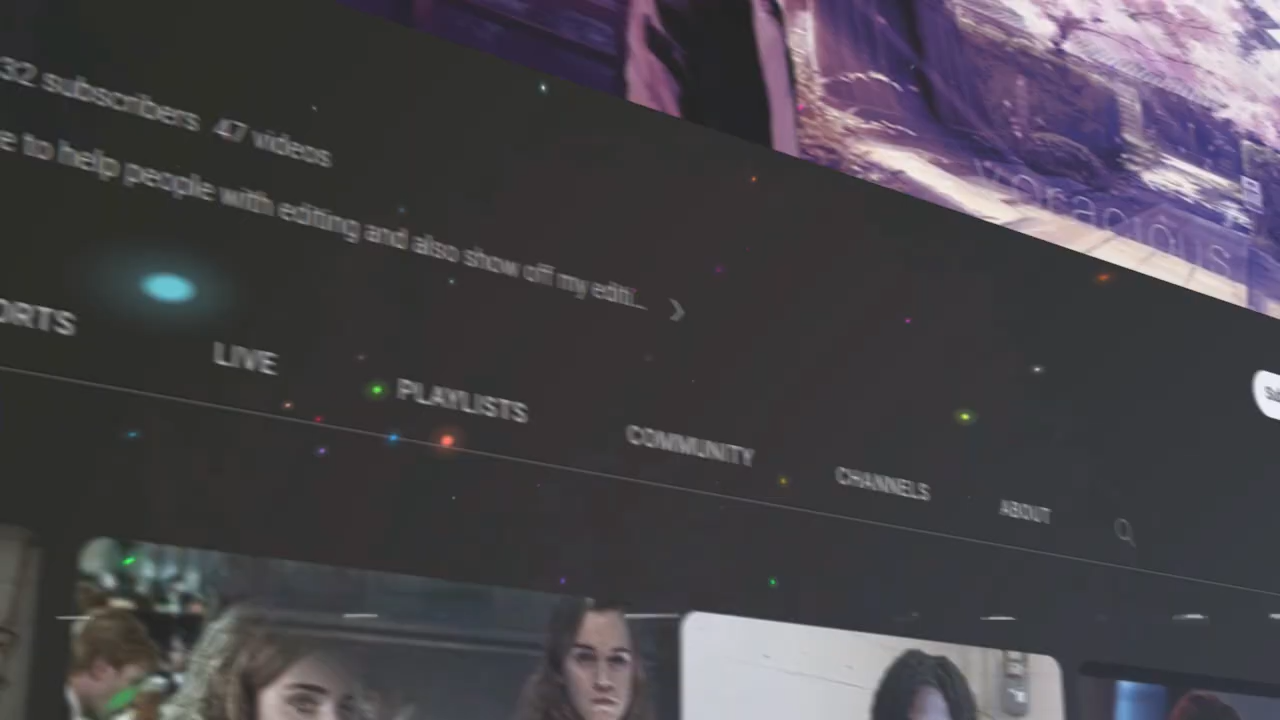 32 subscribers 47 videos
e to help people with editing and also show off my editi...
ORTS LIVE PLAYLISTS COMMUNITY CHANNELS ABOUT
voracious